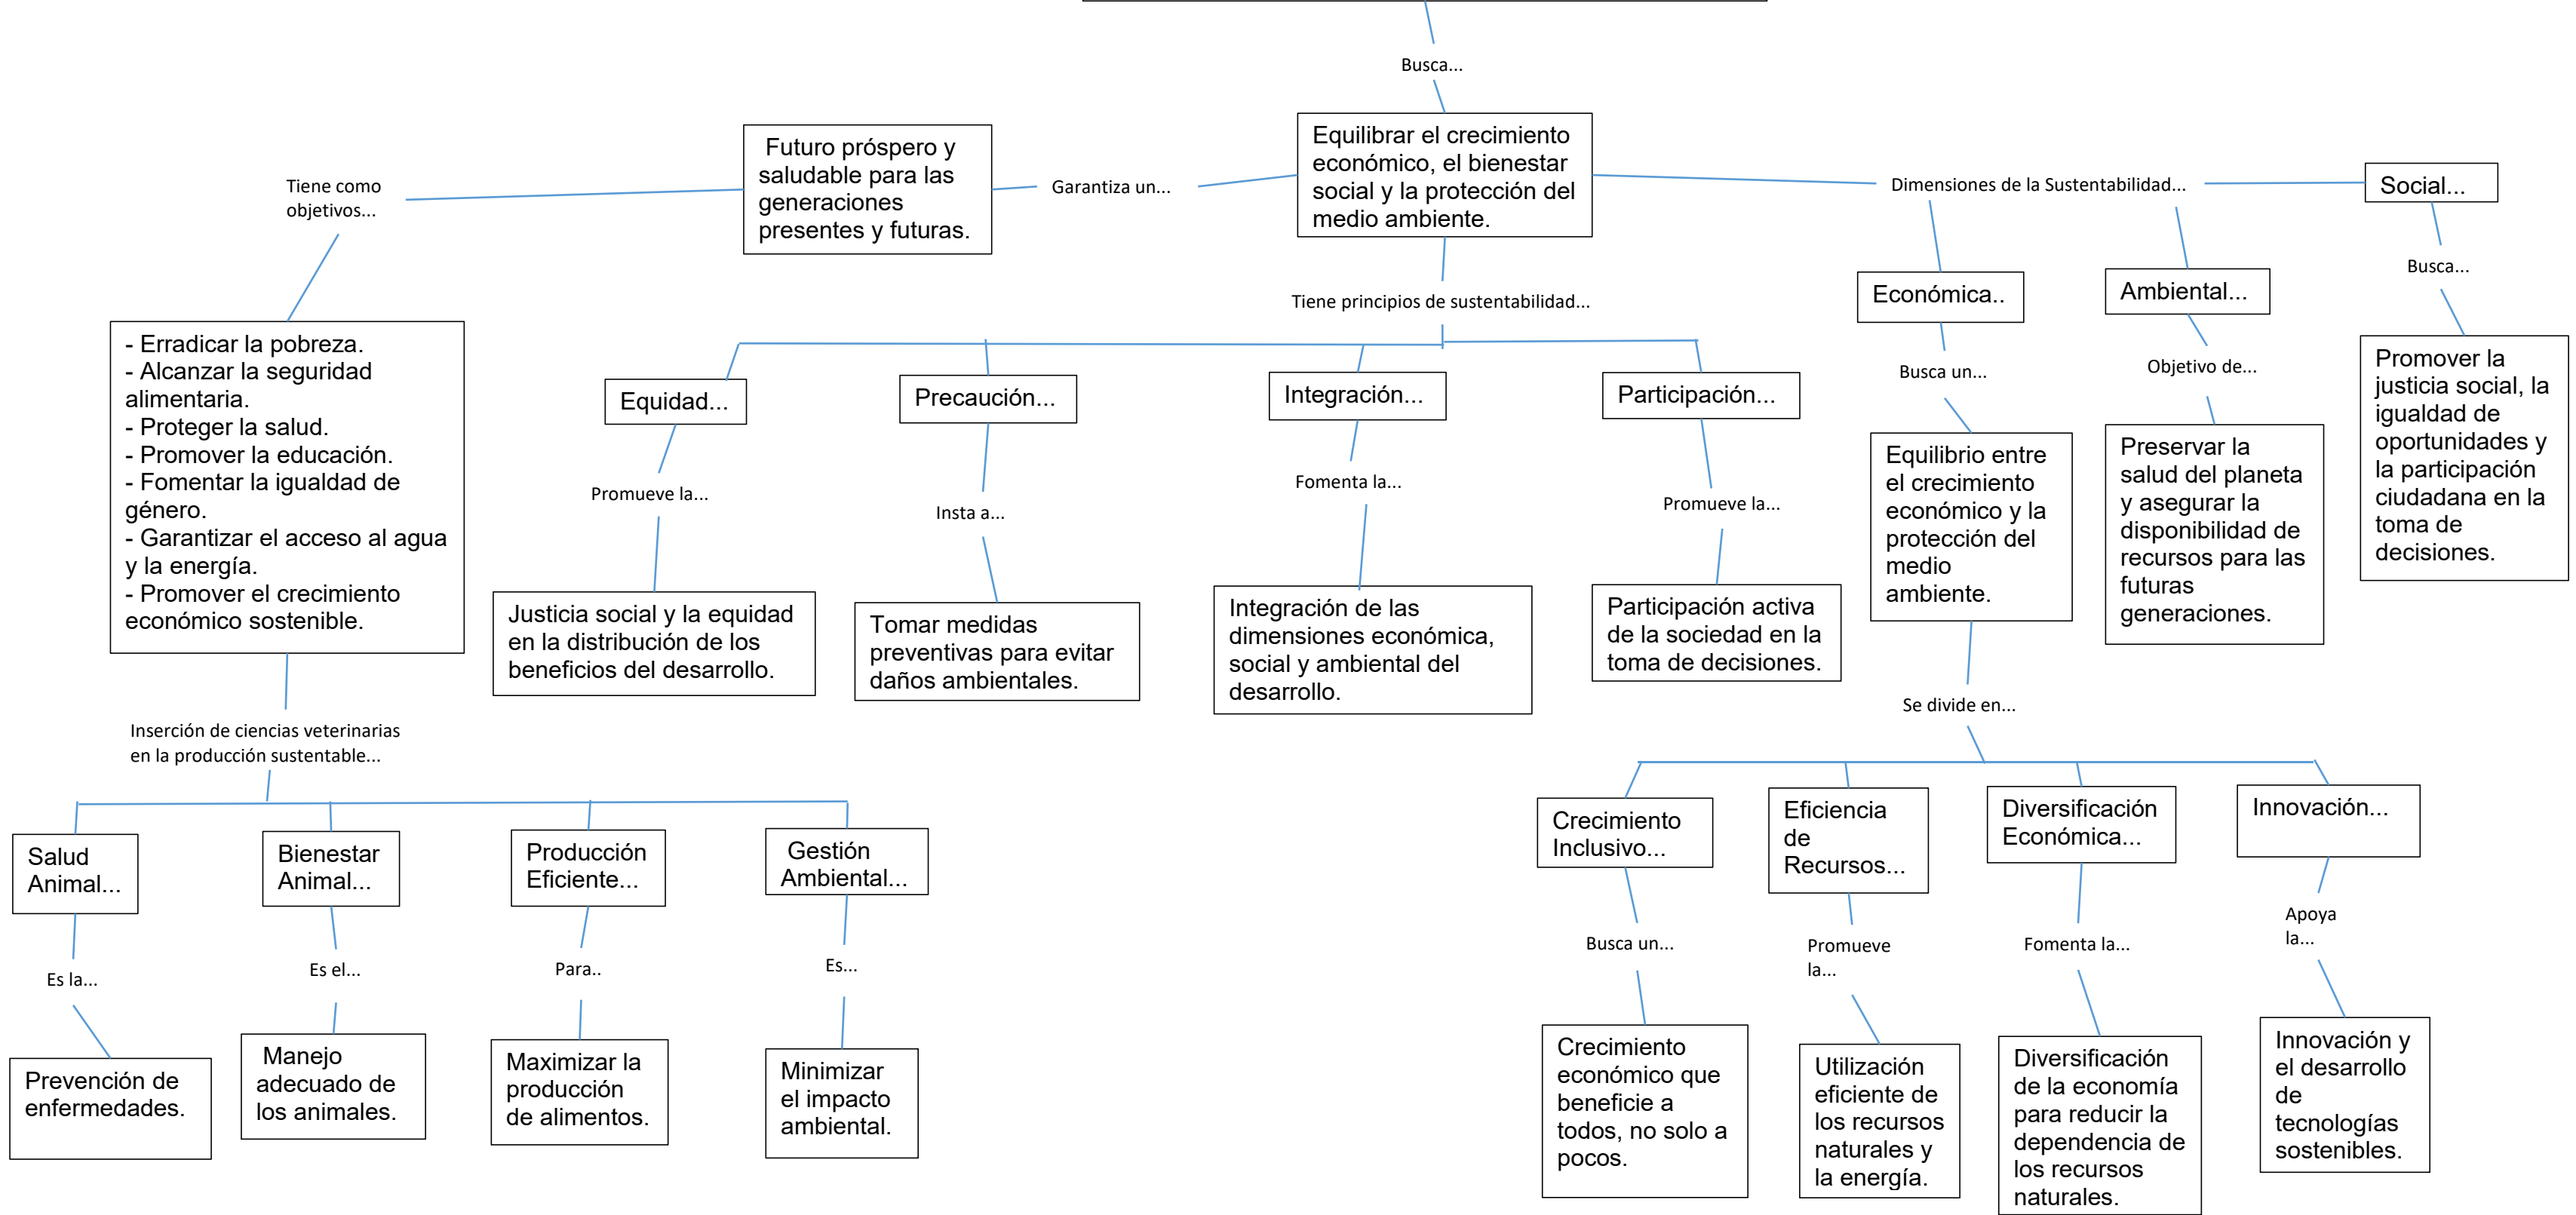 Busca...
Futuro próspero y
saludable para las
generaciones
presentes y futuras.
Garantiza un...
Equilibrar el crecimiento
económico, el bienestar
social y la protección del
medio ambiente.
Dimensiones de la Sustentabilidad...
Social...
Tiene como
objetivos...
Busca...
Económica..
Ambiental...
Tiene principios de sustentabilidad...
- Erradicar la pobreza.
- Alcanzar la seguridad
alimentaria.
- Proteger la salud.
- Promover la educación.
- Fomentar la igualdad de
género.
- Garantizar el acceso al agua
y la energía.
- Promover el crecimiento
económico sostenible.
Equidad...
Precaución...
Integración...
Participación...
Busca un...
Objetivo de...
Promover la
justicia social, la
igualdad de
oportunidades y
la participación
ciudadana en la
toma de
decisiones.
Promueve la...
Insta a...
Fomenta la...
Promueve la...
Equilibrio entre
el crecimiento
económico y la
protección del
medio
ambiente.
Preservar la
salud del planeta
y asegurar la
disponibilidad de
recursos para las
futuras
generaciones.
Justicia social y la equidad
en la distribución de los
beneficios del desarrollo.
Tomar medidas
preventivas para evitar
daños ambientales.
Integración de las
dimensiones económica,
social y ambiental del
desarrollo.
Participación activa
de la sociedad en la
toma de decisiones.
Inserción de ciencias veterinarias
en la producción sustentable...
Se divide en...
Salud
Animal...
Bienestar
Animal...
Producción
Eficiente...
Gestión
Ambiental...
Crecimiento
Inclusivo...
Eficiencia
de
Recursos...
Diversificación
Económica...
Innovación...
Es la...
Es el...
Para..
Es...
Busca un...
Promueve
la...
Fomenta la...
Apoya
la...
Prevención de
enfermedades.
Manejo
adecuado de
los animales.
Maximizar la
producción
de alimentos.
Minimizar
el impacto
ambiental.
Crecimiento
económico que
beneficie a
todos, no solo a
pocos.
Utilización
eficiente de
los recursos
naturales y
la energía.
Diversificación
de la economía
para reducir la
dependencia de
los recursos
naturales.
Innovación y
el desarrollo
de
tecnologías
sostenibles.